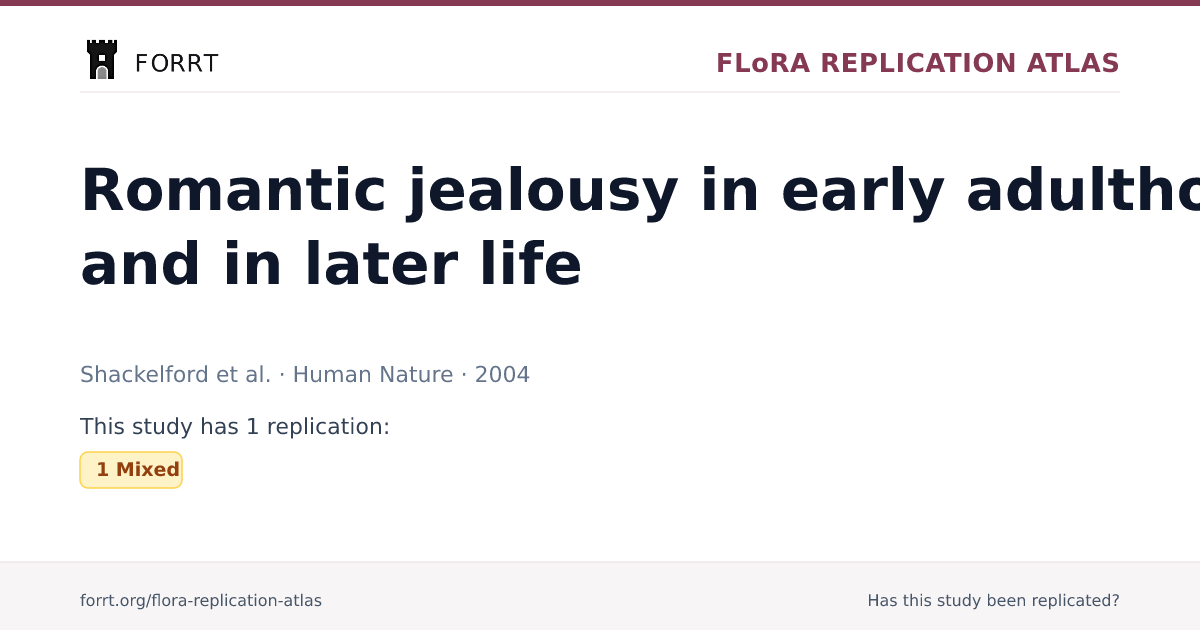 FORRT
FLoRA REPLICATION ATLAS
Romantic jealousy in early adultho
and in later life
Shackelford et al. · Human Nature · 2004
This study has 1 replication:
1 Mixed
forrt.org/flora-replication-atlas
Has this study been replicated?